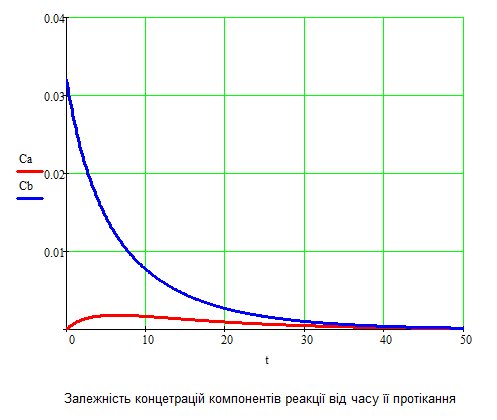 0.04
0.03
Ca
0.02
Cb
0.01
0 10 20 30 40 50
t
Залежність концетрацій компонентів реакції від часу її протікання